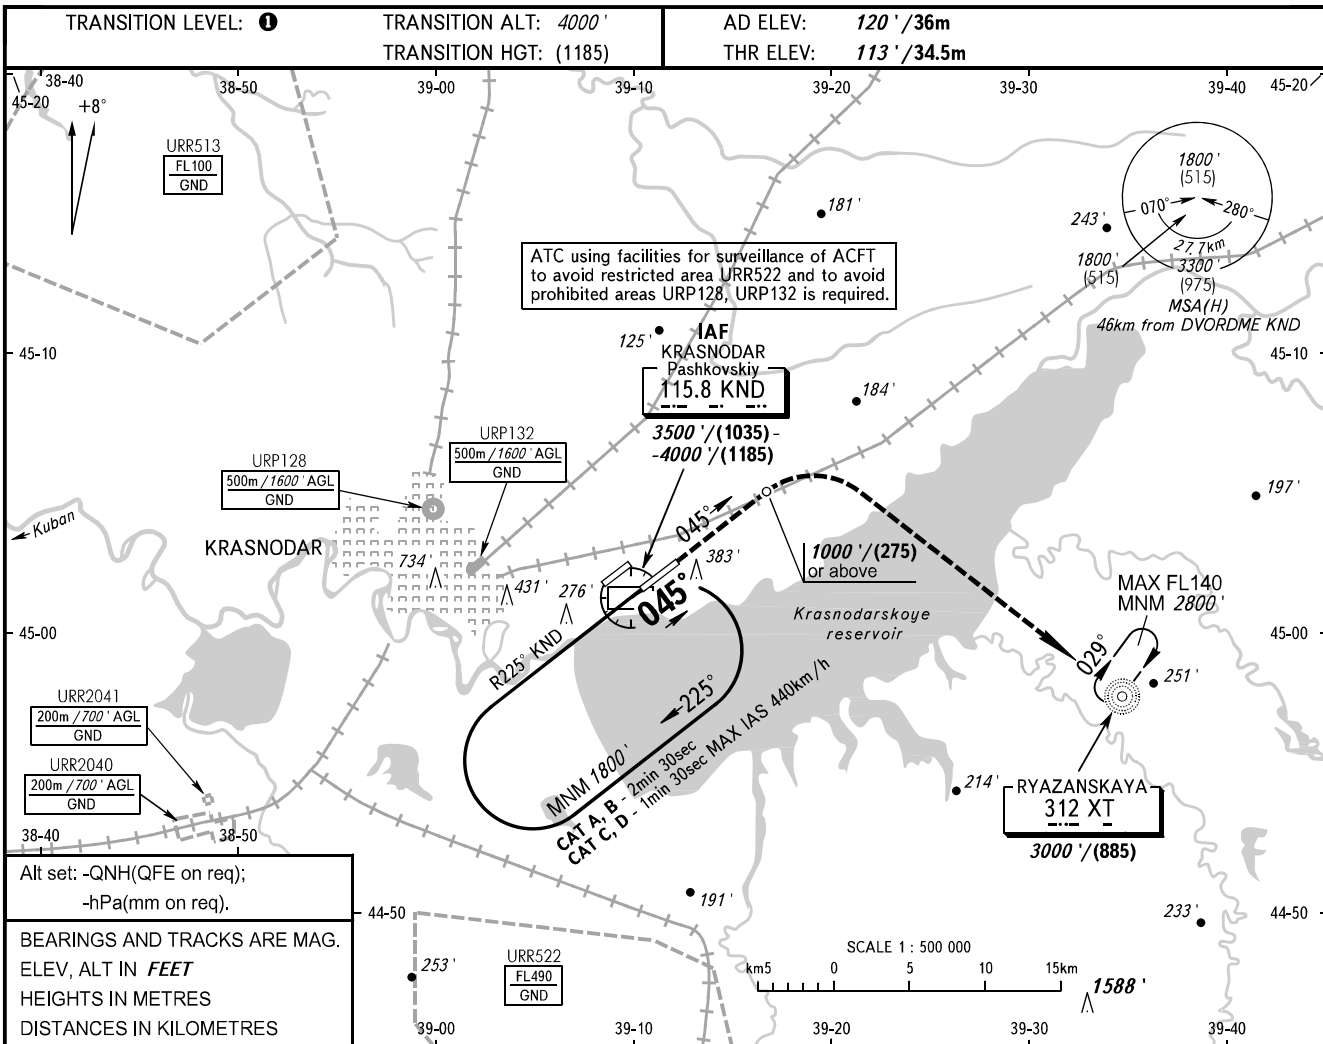 TRANSITION LEVEL: ❶
TRANSITION ALT: 4000'
TRANSITION HGT: (1185)
AD ELEV: 120'/36m
THR ELEV: 113'/34.5m
38-40
38-50
39-00
39-10
39-20
39-30
39-40
45-20
45-20
+8°
URR513
FL100
GND
181'
243'
1800'
(515)
070°
280°
27.7km
1800'
(515)
3300'
(975)
MSA(H)
46km from DVORDME KND
ATC using facilities for surveillance of ACFT
to avoid restricted area URR522 and to avoid
prohibited areas URP128, URP132 is required.
125'
IAF
KRASNODAR
Pashkovskiy
115.8 KND
45-10
45-10
184'
3500'/(1035)-
-4000'/(1185)
URP132
500m/1600' AGL
GND
URP128
500m/1600' AGL
GND
197'
Kuban
KRASNODAR
734'
431'
276'
383'
045°
045°
1000'/(275)
or above
Krasnodarskoye
reservoir
MAX FL140
MNM 2800'
029°
251'
45-00
45-00
R225° KND
225°
MNM 1800'
CAT A, B - 2min 30sec
CAT C, D - 1min 30sec MAX IAS 440km/h
URR2041
200m/700' AGL
GND
URR2040
200m/700' AGL
GND
214'
RYAZANSKAYA
312 XT
3000'/(885)
38-40
38-50
Alt set: -QNH(QFE on req);
-hPa(mm on req).
44-50
44-50
191'
233'
BEARINGS AND TRACKS ARE MAG.
ELEV, ALT IN FEET
HEIGHTS IN METRES
DISTANCES IN KILOMETRES
253'
URR522
FL490
GND
SCALE 1 : 500 000
km5 0 5 10 15km
1588'
39-00
39-10
39-20
39-30
39-40